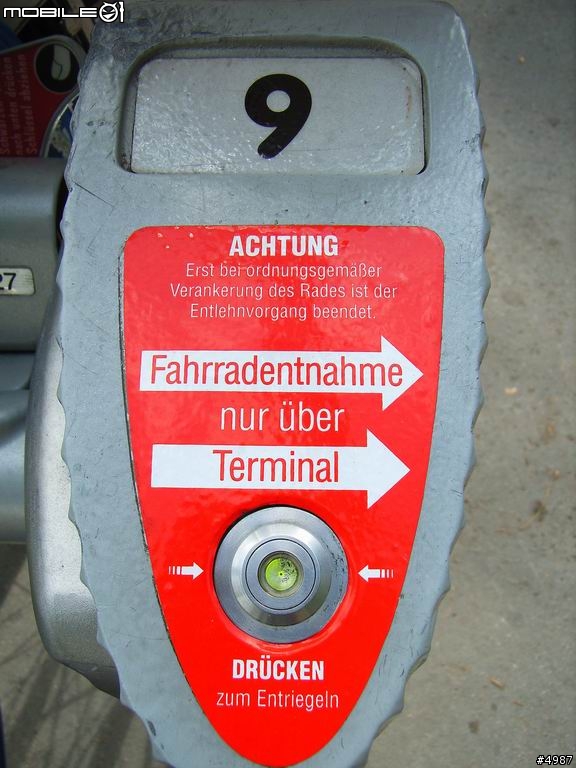 MOBILE01
9
27
ACHTUNG
Erst bei ordnungsgemäßer
Verankerung des Rades ist der
Entlehnvorgang beendet.
Fahrradentnahme
nur über
Terminal
DRÜCKEN
zum Entriegeln
#4987